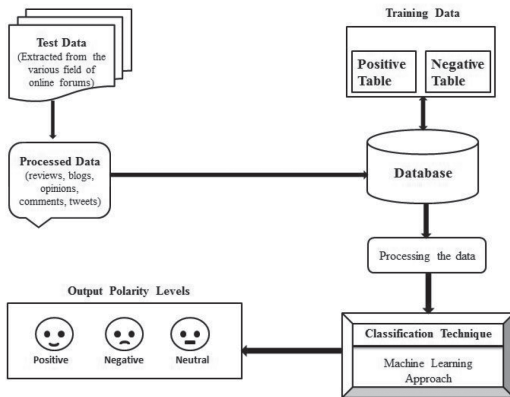 Test Data
(Extracted from the
various field of
online forums)
Training Data
Positive
Table
Negative
Table
Processed Data
(reviews, blogs,
opinions,
comments, tweets)
Database
Processing the data
Output Polarity Levels
Positive
Negative
Neutral
Classification Technique
Machine Learning
Approach